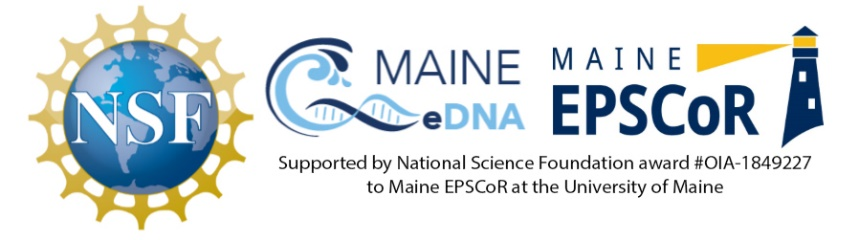 NSF
MAINE
eDNA
MAINE
EPSCoR
Supported by National Science Foundation award #OIA-1849227
to Maine EPSCoR at the University of Maine